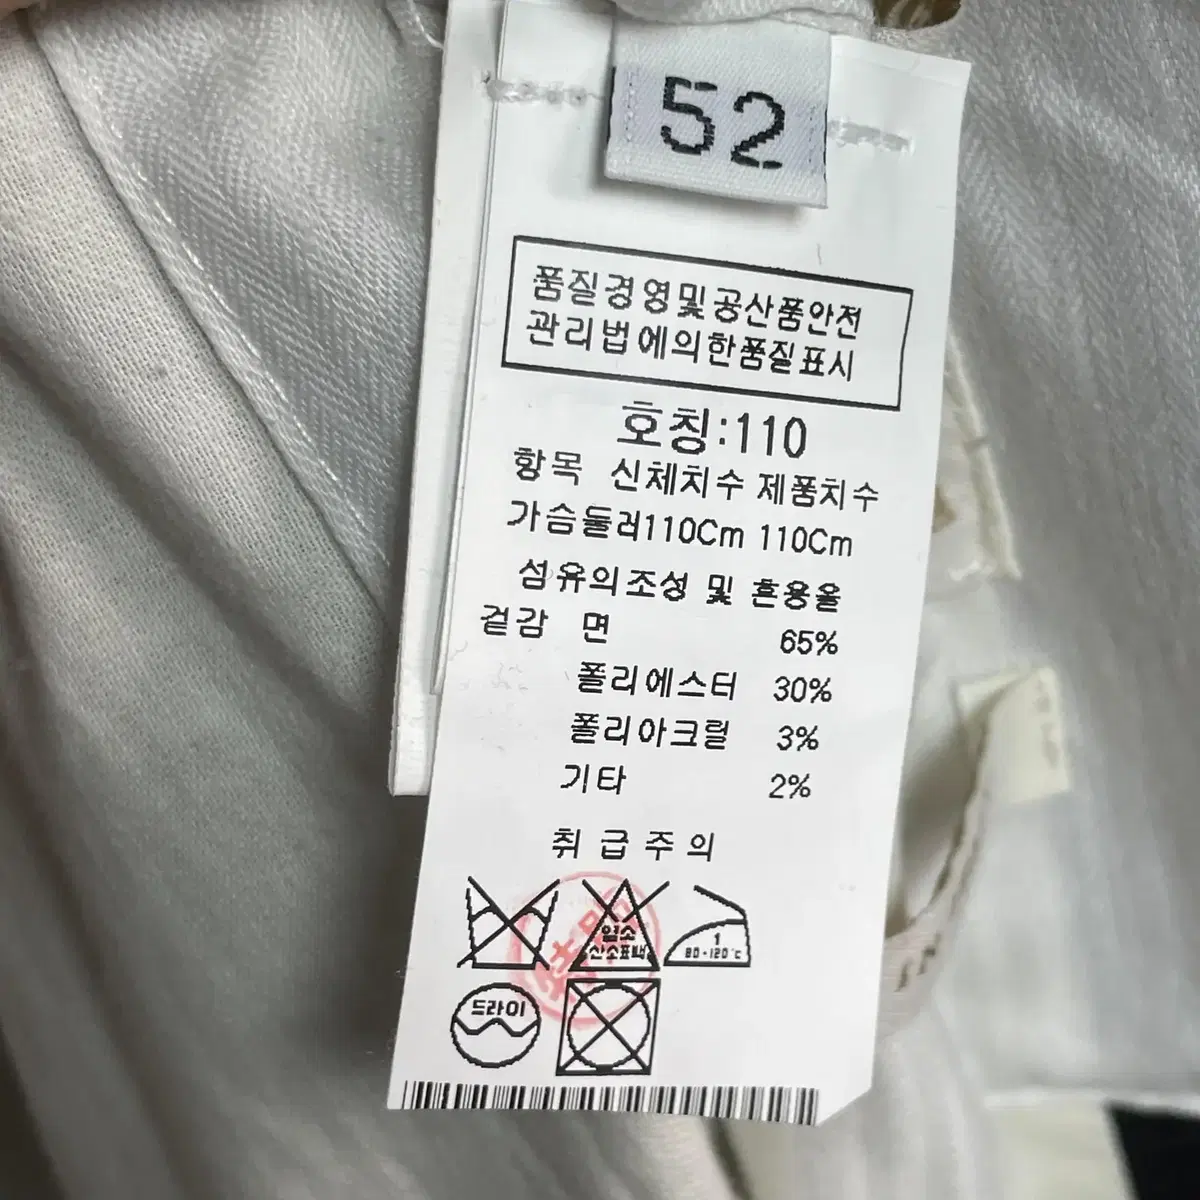 52
품질경영및공산품안전
관리법에의한품질표시
호칭:110
항목 신체치수 제품치수
가슴둘레110Cm 110Cm
섬유의조성 및 혼용율
겉감 면 65%
폴리에스터 30%
폴리아크릴 3%
기타 2%
취급주의
염소
산소표백
1
80-120℃
드라이